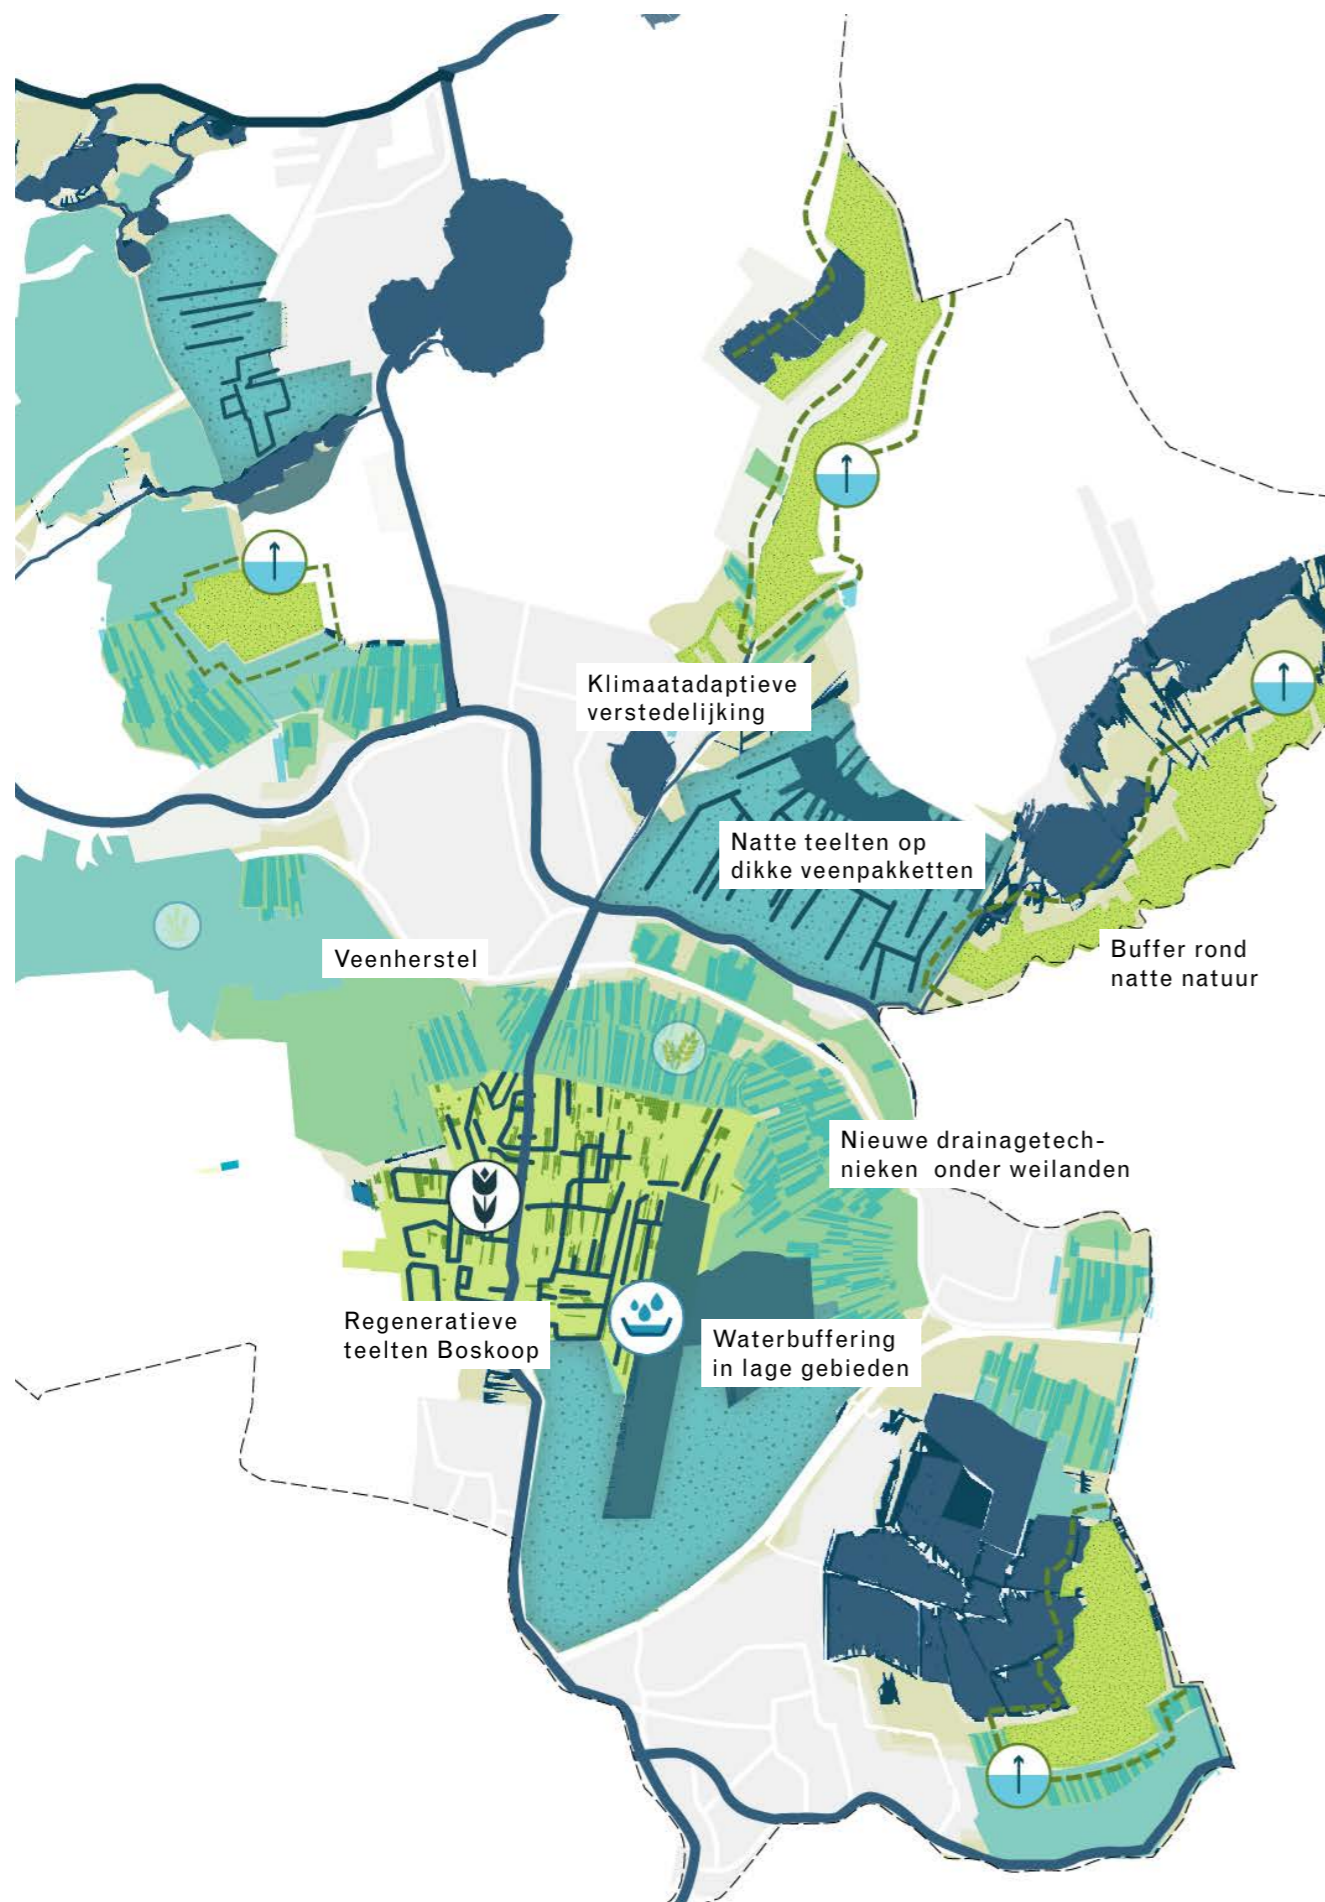 Klimaatadaptieve
verstedelijking
Natte teelten op
dikke veenpakketten
Veenherstel
Buffer rond
natte natuur
Nieuwe drainagetech-
nieken onder weilanden
Regeneratieve
teelten Boskoop
Waterbuffering
in lage gebieden